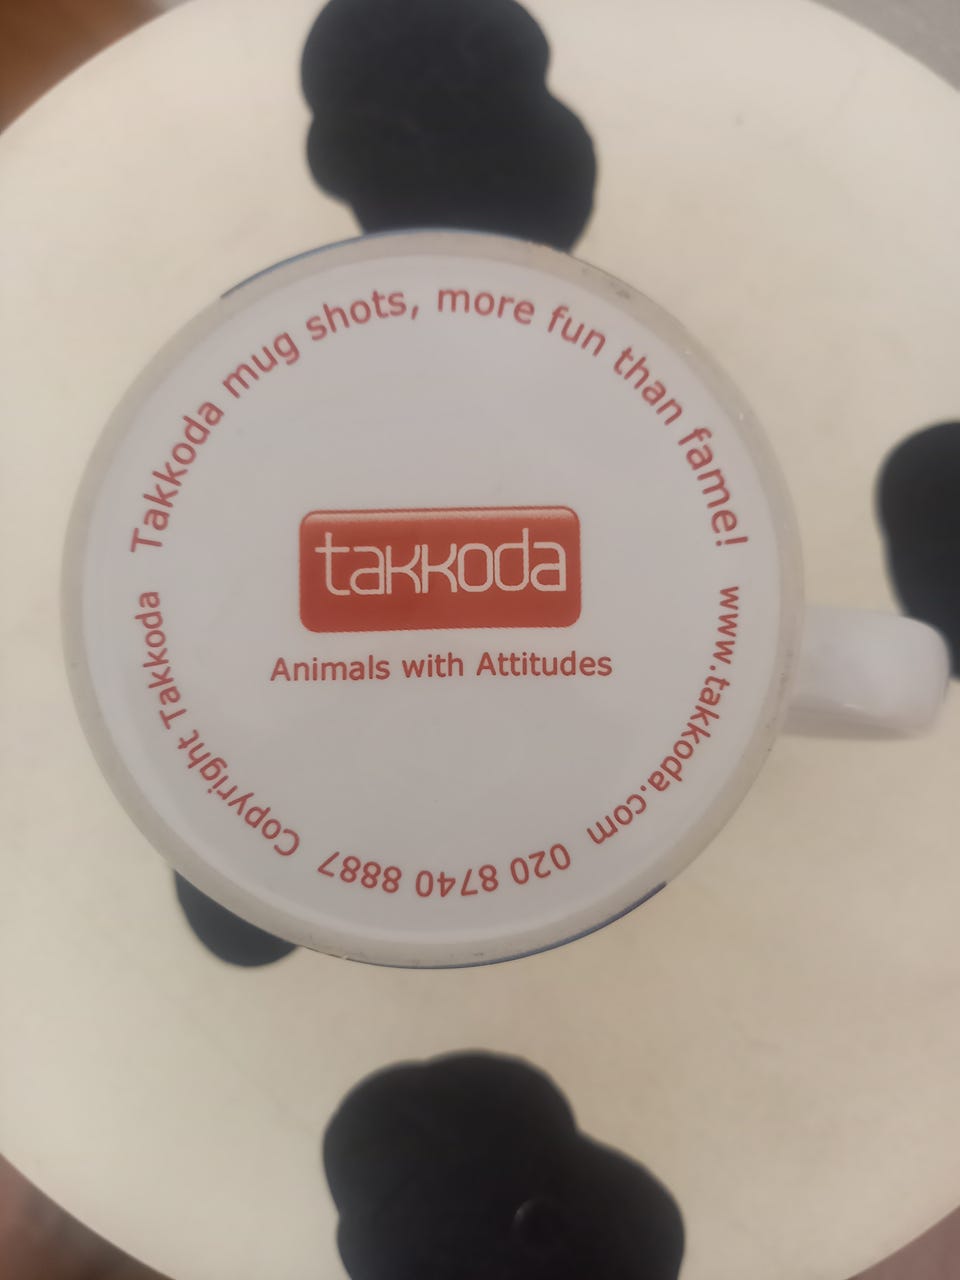 Takkoda mug shots, more fun than fame!
www.takkoda.com 020 8740 8887 Copyright Takkoda
takkoda
Animals with Attitudes